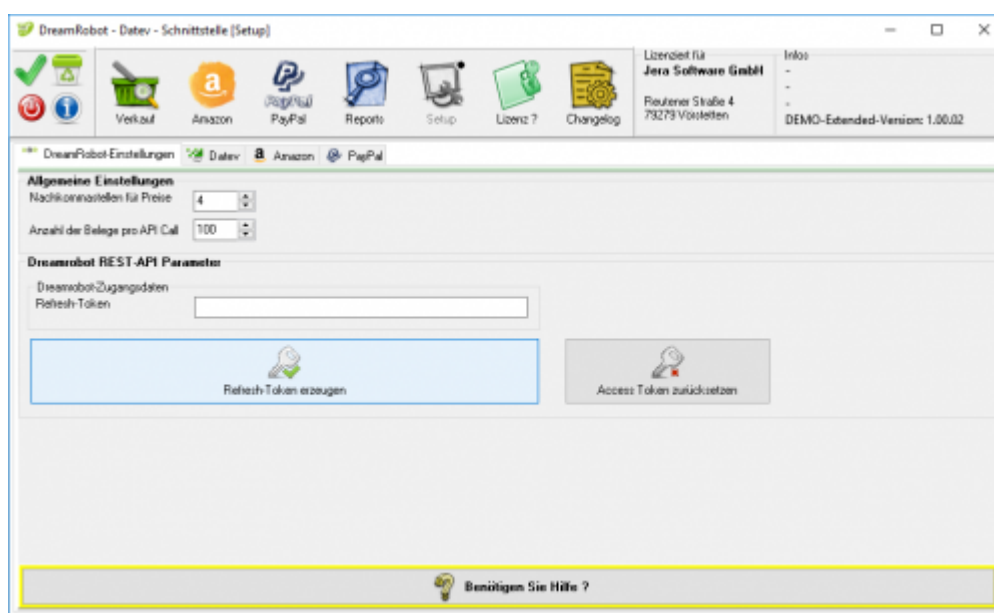 DreamRobot - Datev - Schnittstelle [Setup]
Verkauf
Amazon
PayPal
PayPal
Reports
Setup
Lizenz ?
Changelog
Lizenziert für
Jera Software GmbH
Reutener Straße 4
79279 Vörstetten
Infos
-
-
-
DEMO-Extended-Version: 1.00.02
DreamRobot-Einstellungen
Datev
Amazon
PayPal
Allgemeine Einstellungen
Nachkommastellen für Preise
4
Anzahl der Belege pro API Call
100
Dreamrobot REST-API Parameter
Dreamrobot-Zugangsdaten
Refresh-Token
Refresh-Token erzeugen
Access Token zurücksetzen
Benötigen Sie Hilfe ?